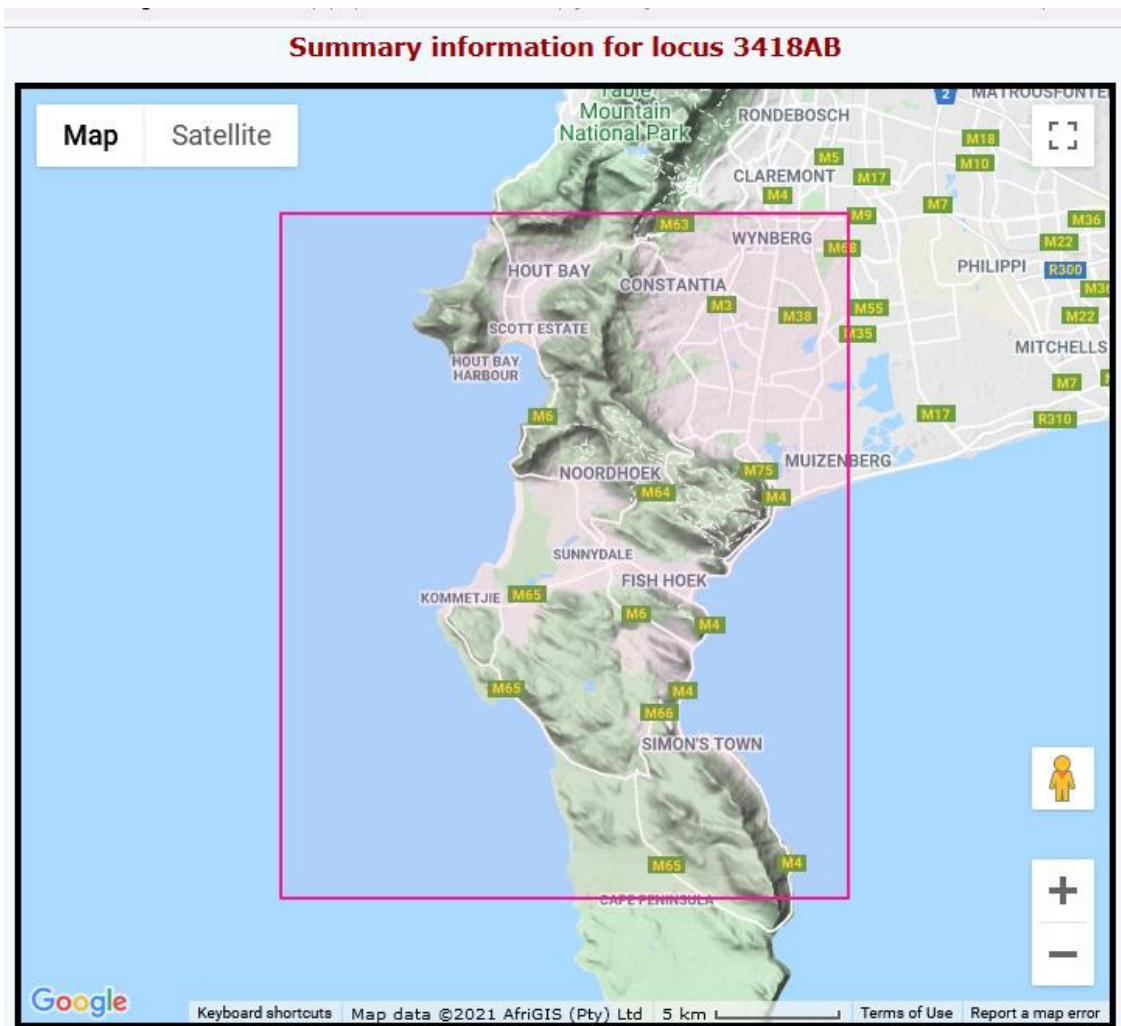 Summary information for locus 3418AB
Map Satellite
Table
Mountain
National Park
RONDEBOSCH
2
M18
M5
M10
CLAREMONT
M17
M4
M7
M9
M36
M63
WYNBERG
M68
M22
HOUT BAY
PHILIPPI
R300
CONSTANTIA
M3
M38
M55
M22
SCOTT ESTATE
M35
MITCHELLS
HOUT BAY
HARBOUR
M7
M6
M17
R310
MUIZENBERG
NOORDHOEK
M75
M64
M4
SUNNYDALE
FISH HOEK
KOMMETJIE
M65
M6
M4
M65
M4
M66
SIMON'S TOWN
M65
M4
CAPE PENINSULA
+
−
Google
Keyboard shortcuts Map data ©2021 AfriGIS (Pty) Ltd 5 km Terms of Use Report a map error